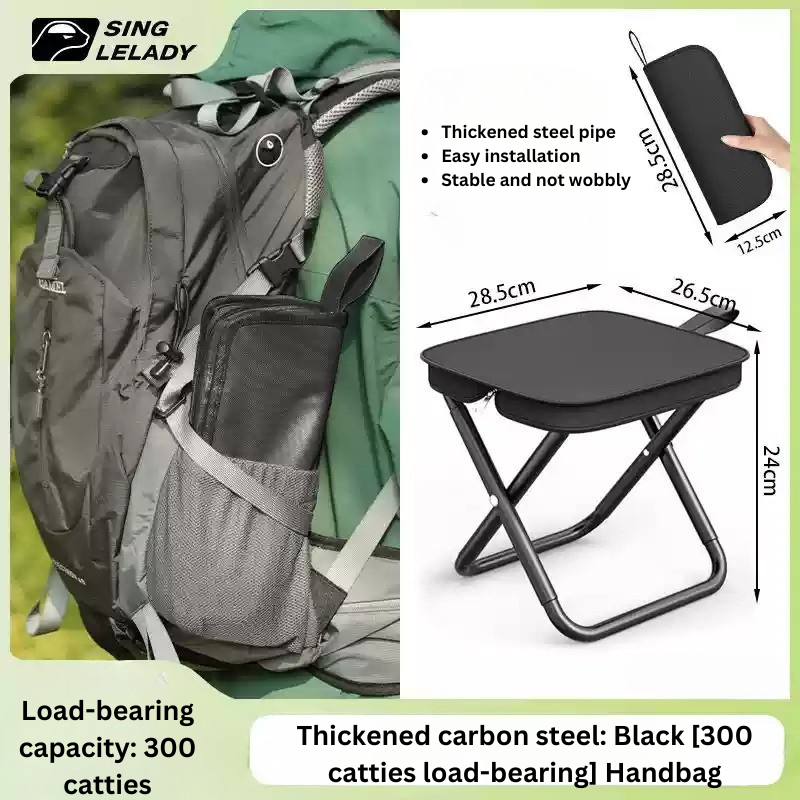 SING
LELADY
• Thickened steel pipe
• Easy installation
• Stable and not wobbly
28.5cm
12.5cm
28.5cm
26.5cm
24cm
Load-bearing
capacity: 300
catties
Thickened carbon steel: Black [300
catties load-bearing] Handbag